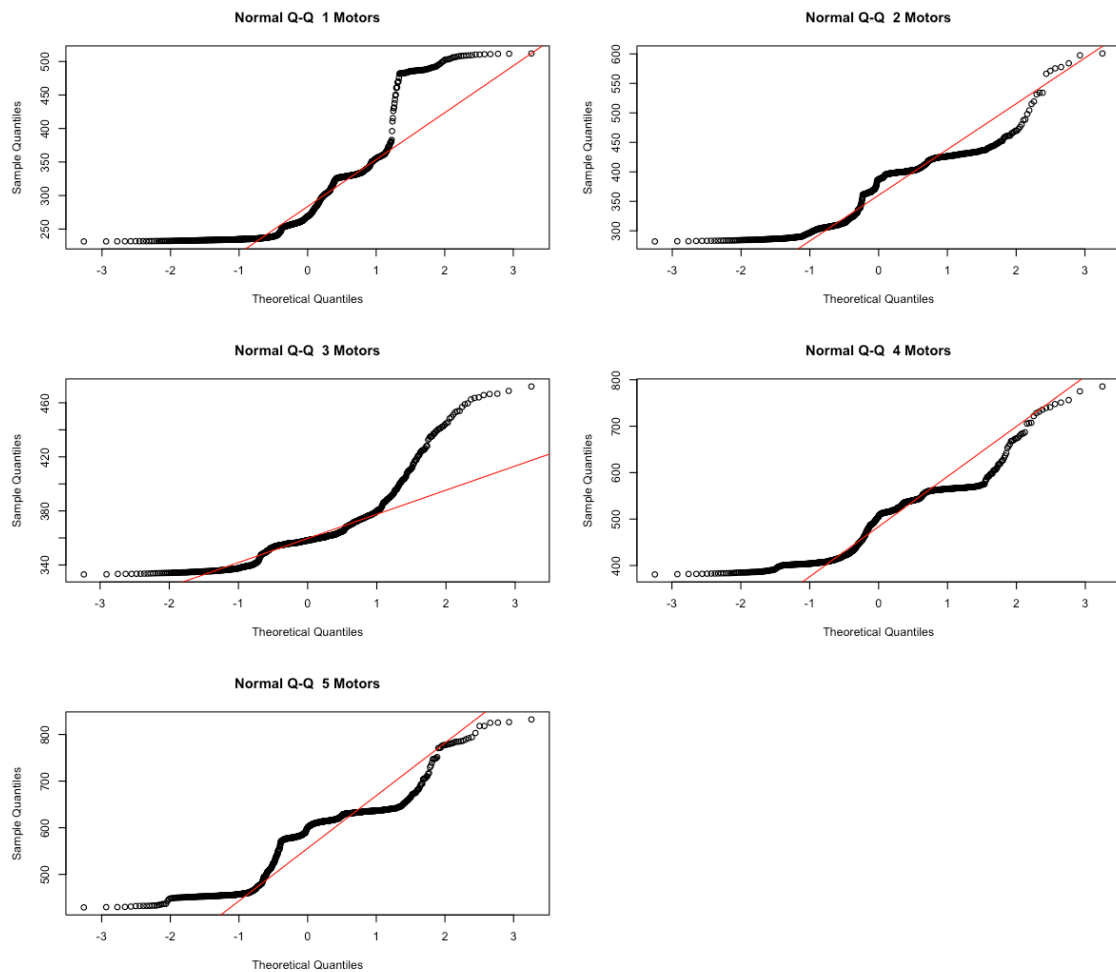 Normal Q-Q  1 Motors
Sample Quantiles
250 300 350 400 450 500
-3 -2 -1 0 1 2 3
Theoretical Quantiles
Normal Q-Q  2 Motors
Sample Quantiles
300 350 400 450 500 550 600
-3 -2 -1 0 1 2 3
Theoretical Quantiles
Normal Q-Q  3 Motors
Sample Quantiles
340 380 420 460
-3 -2 -1 0 1 2 3
Theoretical Quantiles
Normal Q-Q  4 Motors
Sample Quantiles
400 500 600 700 800
-3 -2 -1 0 1 2 3
Theoretical Quantiles
Normal Q-Q  5 Motors
Sample Quantiles
500 600 700 800
-3 -2 -1 0 1 2 3
Theoretical Quantiles